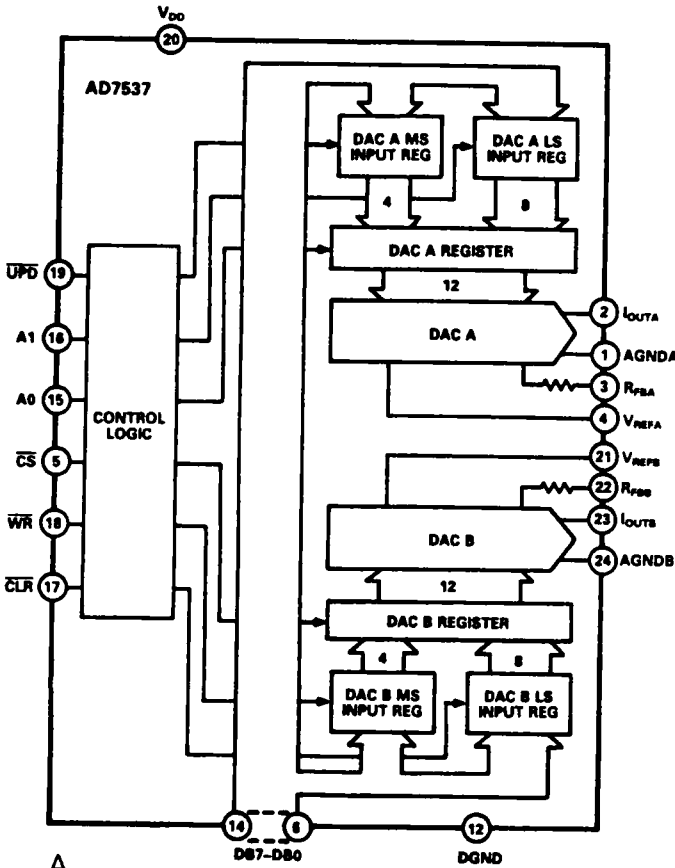 VDD
20
AD7537
DAC A MS INPUT REG
DAC A LS INPUT REG
4
8
DAC A REGISTER
12
DAC A
UPD 19
A1 16
A0 15
CS 5
WR 18
CLR 17
CONTROL LOGIC
2 IOUTA
1 AGNDA
3 RFBA
4 VREFA
21 VREFB
22 RFBB
23 IOUTB
24 AGNDB
DAC B
12
DAC B REGISTER
4
8
DAC B MS INPUT REG
DAC B LS INPUT REG
14
6
12
DB7–DB0
DGND
A